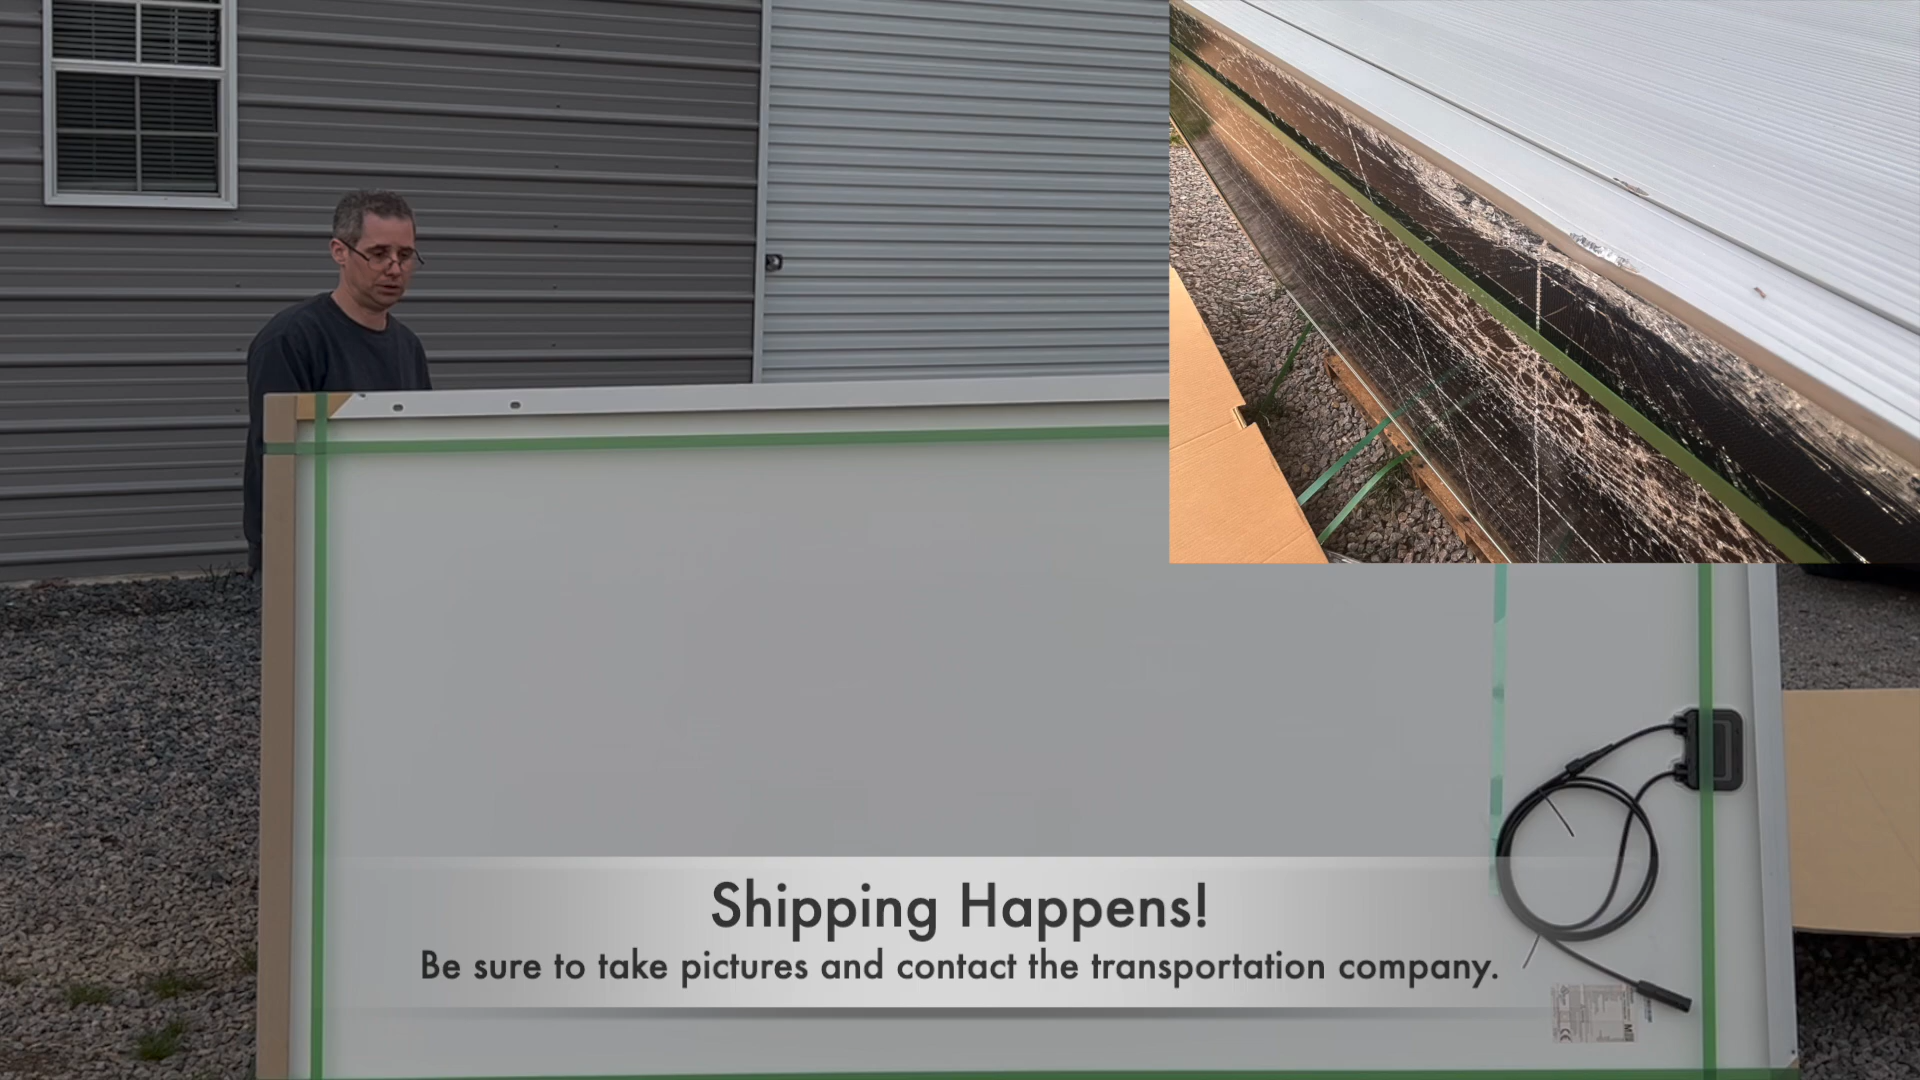 Shipping Happens!
Be sure to take pictures and contact the transportation company.